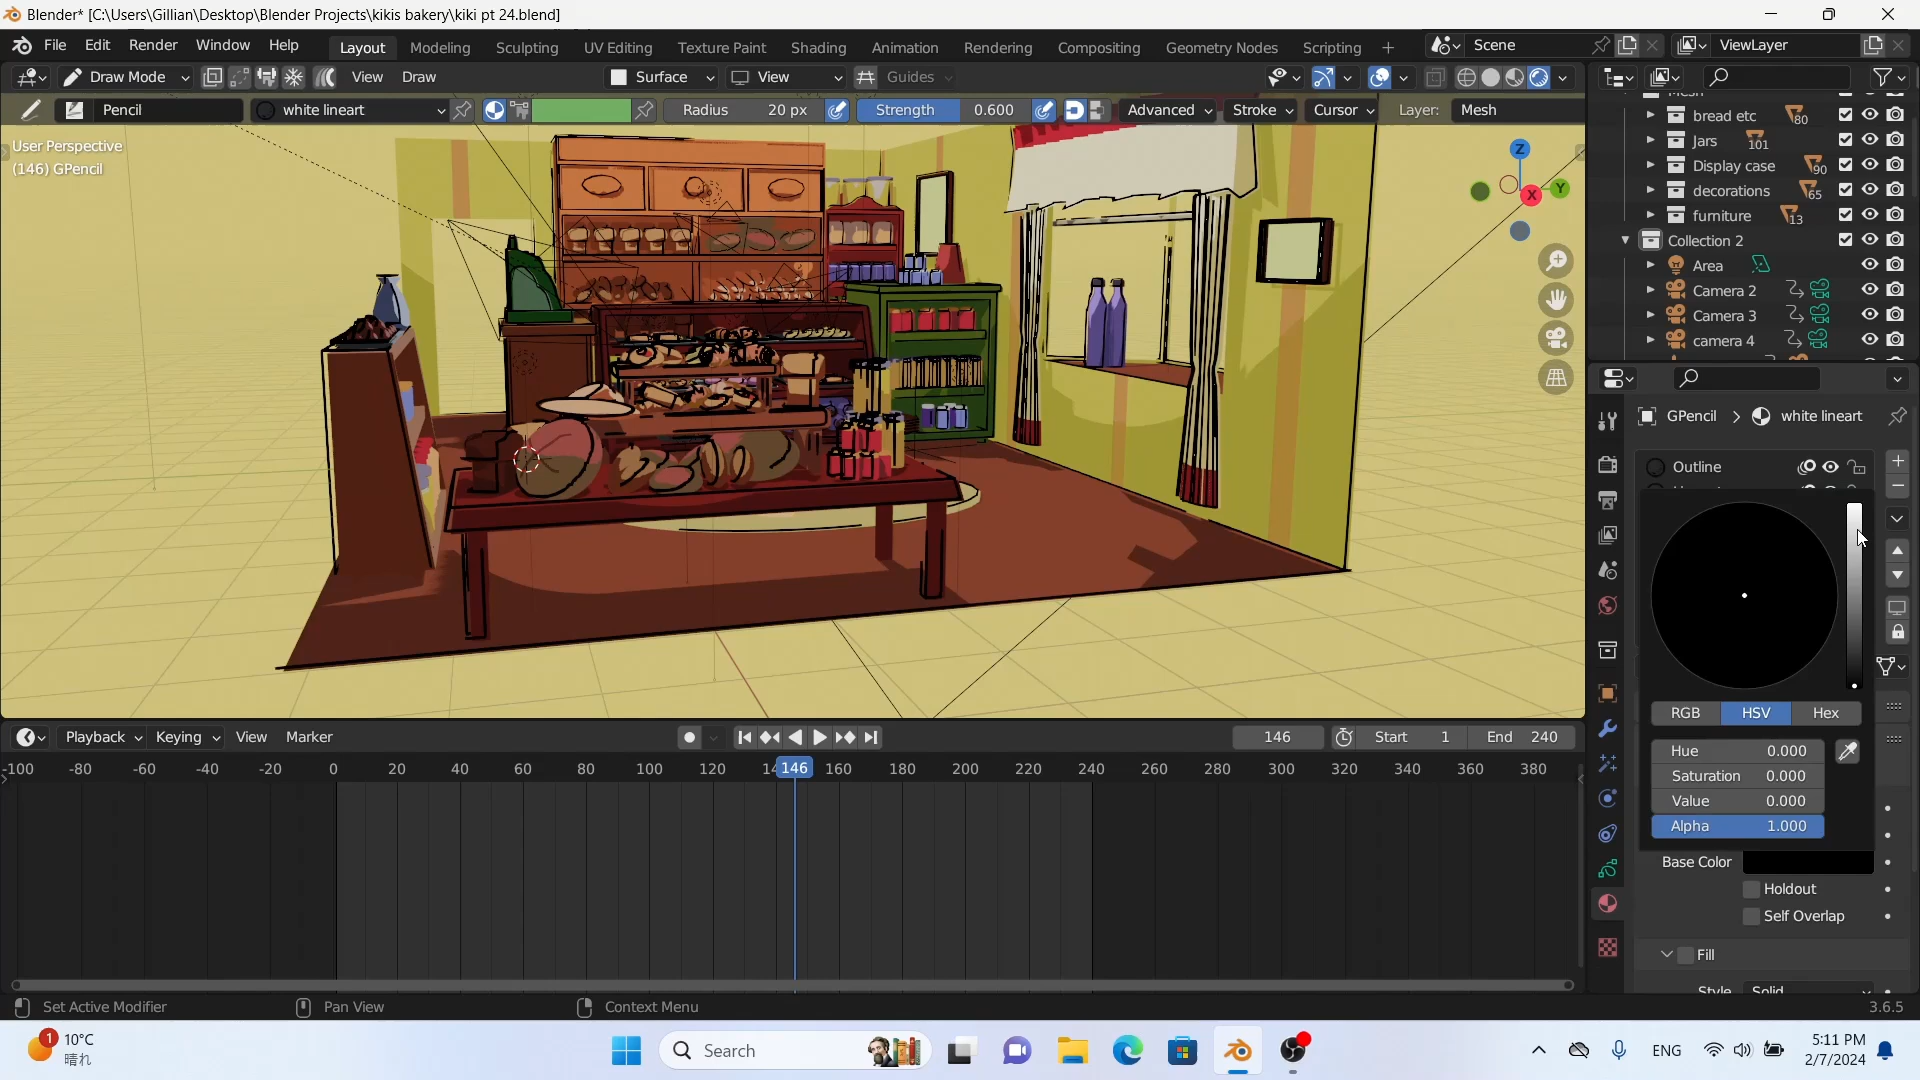 Blender* [C:\Users\Gillian\Desktop\Blender Projects\kikis bakery\kiki pt 24.blend]
File Edit Render Window Help Layout Modeling Sculpting UV Editing Texture Paint Shading Animation Rendering Compositing Geometry Nodes Scripting + Scene ViewLayer
Draw Mode View Draw Surface View Guides
Pencil white lineart Radius 20 px Strength 0.600 Advanced Stroke Cursor Layer: Mesh
User Perspective
(146) GPencil
Z
X
Y
bread etc 80
Jars 101
Display case 90
decorations 65
furniture 13
Collection 2
Area
Camera 2
Camera 3
camera 4
GPencil > white lineart
Outline
RGB HSV Hex
Hue 0.000
Saturation 0.000
Value 0.000
Alpha 1.000
Base Color
Holdout
Self Overlap
Fill
Style Solid
Playback Keying View Marker 146 Start 1 End 240
-100 -80 -60 -40 -20 0 20 40 60 80 100 120 146 160 180 200 220 240 260 280 300 320 340 360 380
Set Active Modifier Pan View Context Menu 3.6.5
1 10°C
晴れ
Search
ENG
5:11 PM
2/7/2024